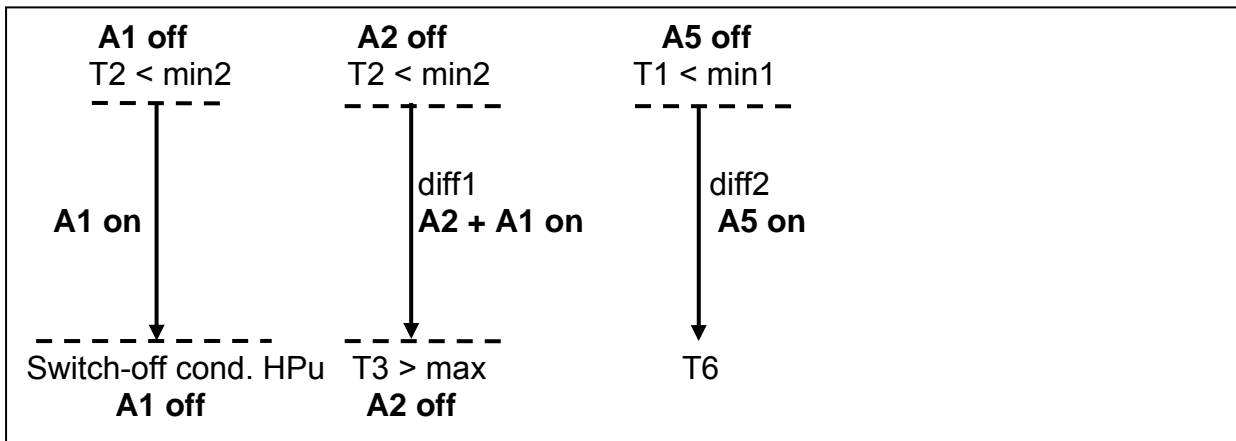 A1 off A2 off A5 off
T2 < min2 T2 < min2 T1 < min1
diff1 diff2
A1 on A2 + A1 on A5 on
Switch-off cond. HPu T3 > max T6
A1 off A2 off